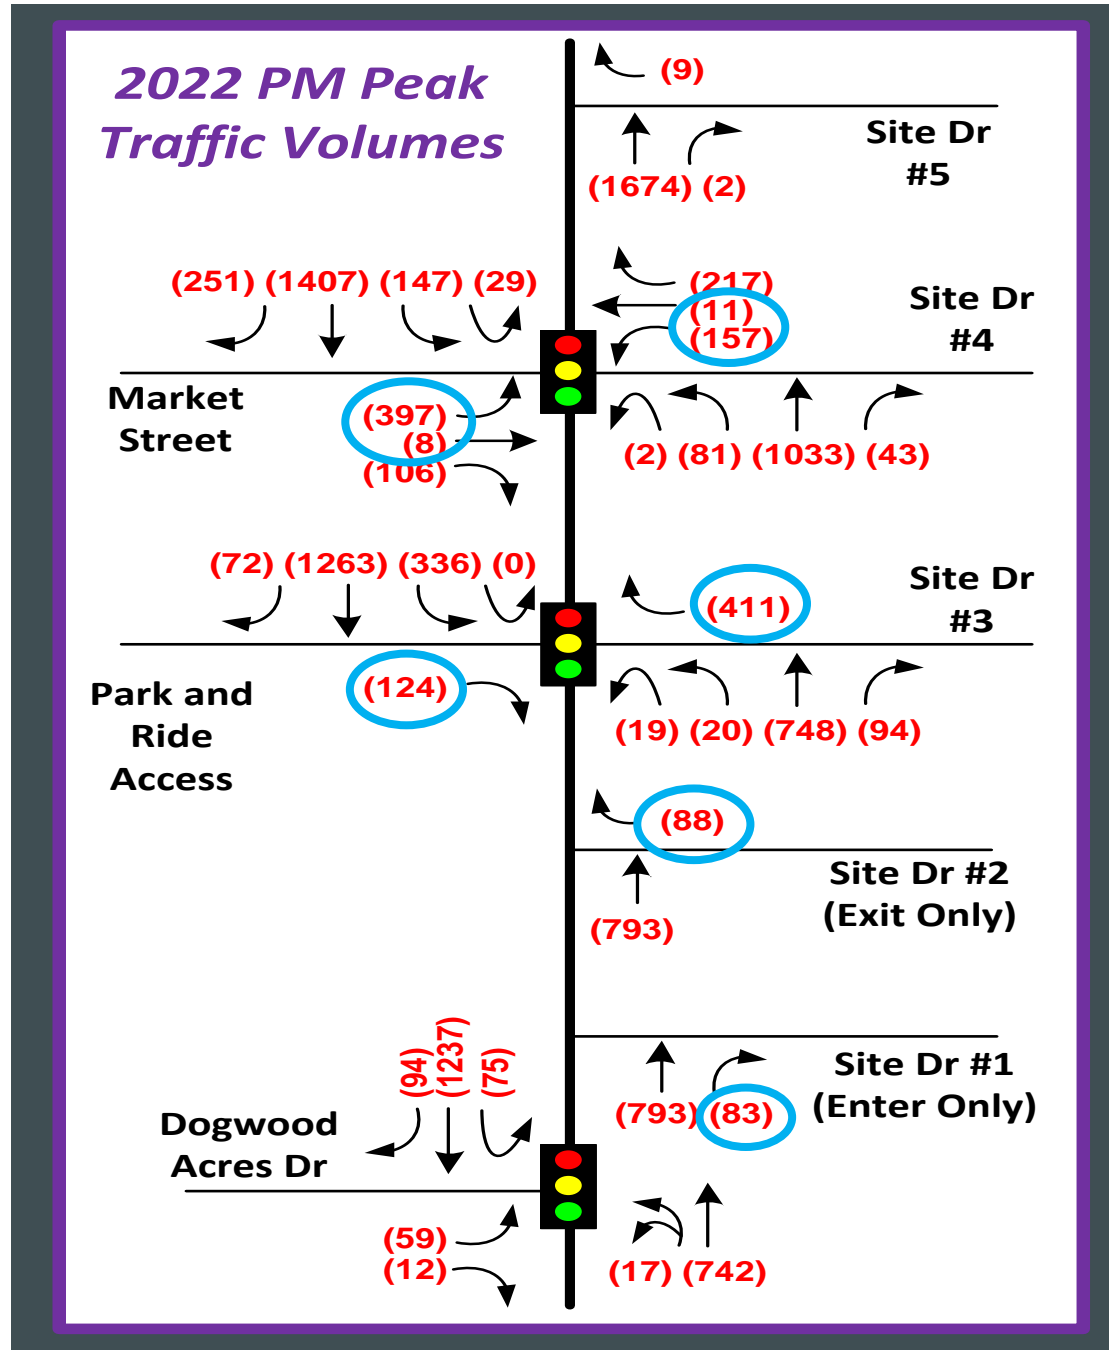 2022 PM Peak
Traffic Volumes
(9)
Site Dr
#5
(1674) (2)
(251) (1407) (147) (29)
(217)
(11)
(157)
Site Dr
#4
Market
Street
(397)
(8)
(106)
(2) (81) (1033) (43)
(72) (1263) (336) (0)
(411)
Site Dr
#3
Park and
Ride
Access
(124)
(19) (20) (748) (94)
(88)
Site Dr #2
(Exit Only)
(793)
(94)
(1237)
(75)
Site Dr #1
(Enter Only)
(793) (83)
Dogwood
Acres Dr
(59)
(12)
(17) (742)